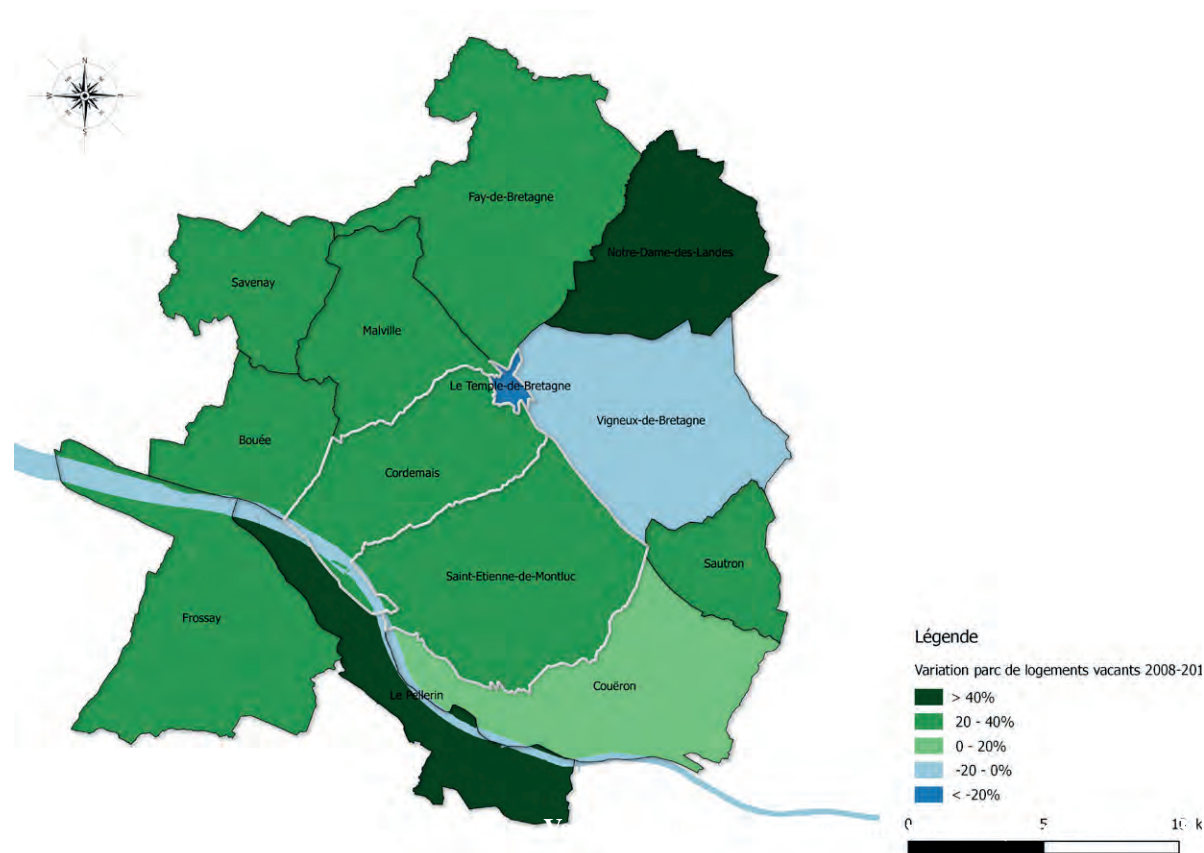 N
S
Fay-de-Bretagne
Notre-Dame-des-Landes
Savenay
Malville
Le Temple-de-Bretagne
Vigneux-de-Bretagne
Bouée
Cordemais
Sautron
Saint-Etienne-de-Montluc
Frossay
Couëron
Le Pellerin
Légende
Variation parc de logements vacants 2008-201
> 40%
20 - 40%
0 - 20%
-20 - 0%
< -20%
0 5 10 k